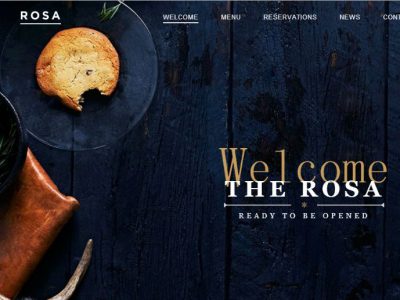 ROSA
WELCOME MENU RESERVATIONS NEWS CONT
Welcome
THE ROSA
READY TO BE OPENED